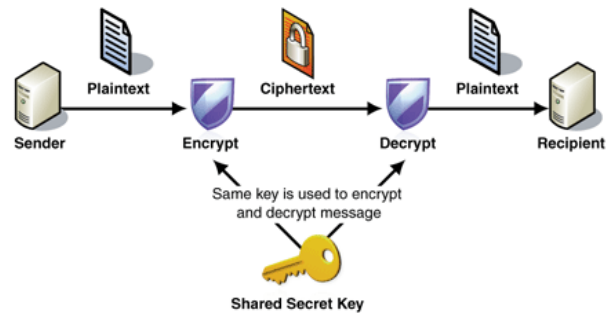 Plaintext
Ciphertext
Plaintext
Sender
Encrypt
Decrypt
Recipient
Same key is used to encrypt
and decrypt message
Shared Secret Key